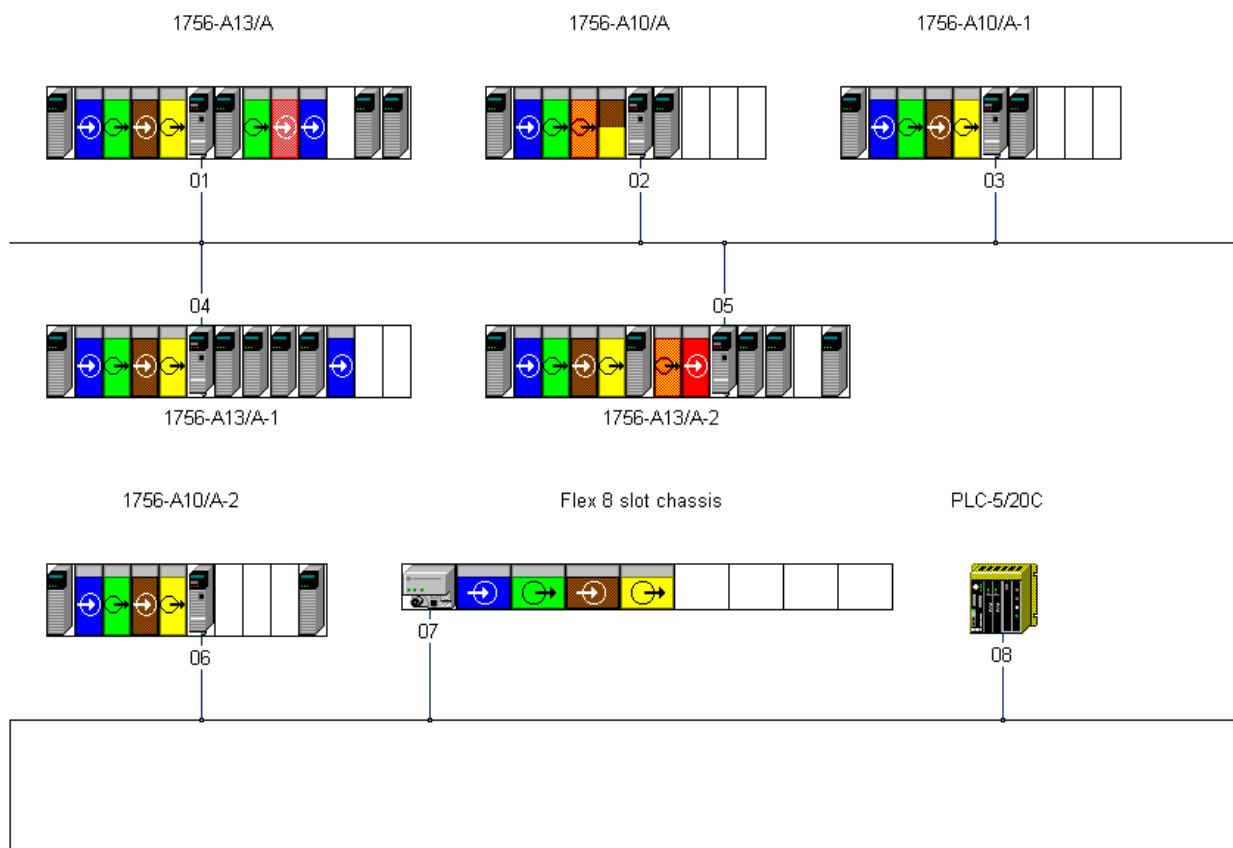 1756-A13/A
1756-A10/A
1756-A10/A-1
01
02
03
04
05
1756-A13/A-1
1756-A13/A-2
1756-A10/A-2
Flex 8 slot chassis
PLC-5/20C
06
07
08